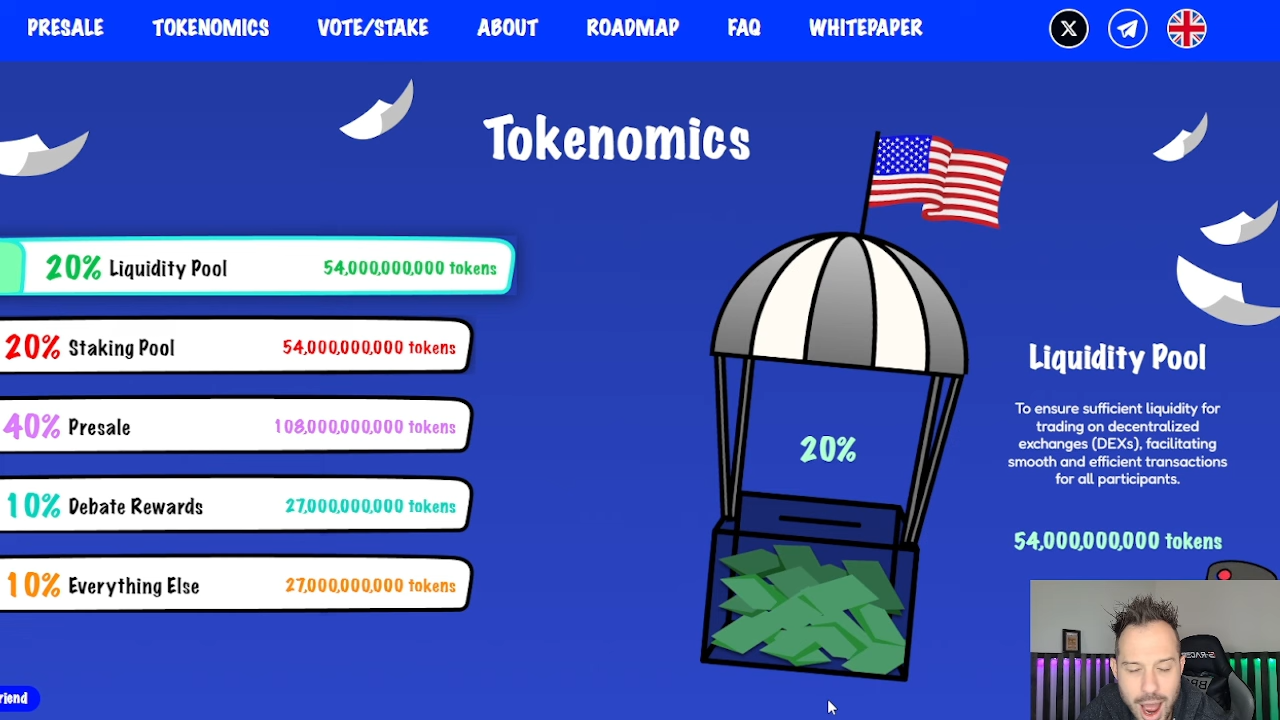 PRESALE TOKENOMICS VOTE/STAKE ABOUT ROADMAP FAQ WHITEPAPER X
Tokenomics
20% Liquidity Pool 54,000,000,000 tokens
20% Staking Pool 54,000,000,000 tokens
40% Presale 108,000,000,000 tokens
10% Debate Rewards 27,000,000,000 tokens
10% Everything Else 27,000,000,000 tokens
20%
Liquidity Pool
To ensure sufficient liquidity for
trading on decentralized
exchanges (DEXs), facilitating
smooth and efficient transactions
for all participants.
54,000,000,000 tokens
riend